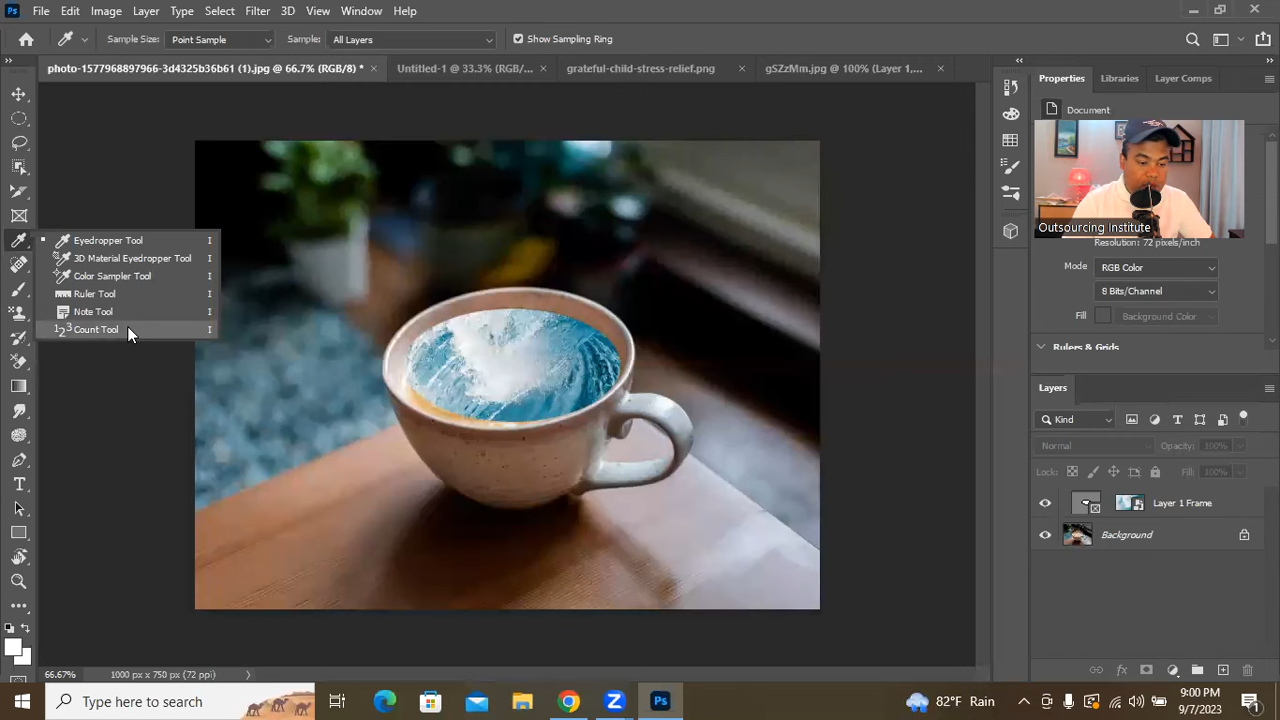 Ps File Edit Image Layer Type Select Filter 3D View Window Help
Sample Size: Point Sample Sample: All Layers Show Sampling Ring
photo-1577968897966-3d4325b36b61 (1).jpg @ 66.7% (RGB/8) * × Untitled-1 @ 33.3% (RGB/... × grateful-child-stress-relief.png × gSZzMm.jpg @ 100% (Layer 1,... ×
Properties Libraries Layer Comps
Document
Outsourcing Institute
Resolution: 72 pixels/inch
Mode RGB Color
8 Bits/Channel
Fill Background Color
Rulers & Grids
Eyedropper Tool I
3D Material Eyedropper Tool I
Color Sampler Tool I
Ruler Tool I
Note Tool I
123 Count Tool I
Layers
Kind
Normal Opacity: 100%
Lock: Fill: 100%
Layer 1 Frame
Background
66.67% 1000 px x 750 px (72 ppi)
Type here to search
Ps
82°F Rain
9:00 PM
9/7/2023
1